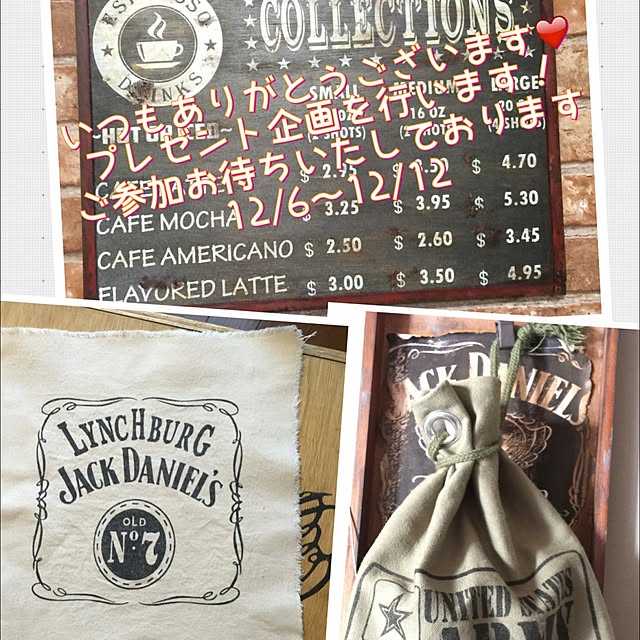 ESPRESSO
DRINKS
COLLECTIONS
いつもありがとうございます❤️
プレゼント企画を行います!
ご参加お待ちいたしております
12/6〜12/12
SMALL
16 OZ
$ 4.70
CAFE MOCHA $ 3.25 $ 3.95 $ 5.30
CAFE AMERICANO $ 2.50 $ 2.60 $ 3.45
FLAVORED LATTE $ 3.00 $ 3.50 $ 4.95
LYNCHBURG
JACK DANIEL'S
OLD
No.7
JACK DANIEL'S
UNITED STATES
ARMY